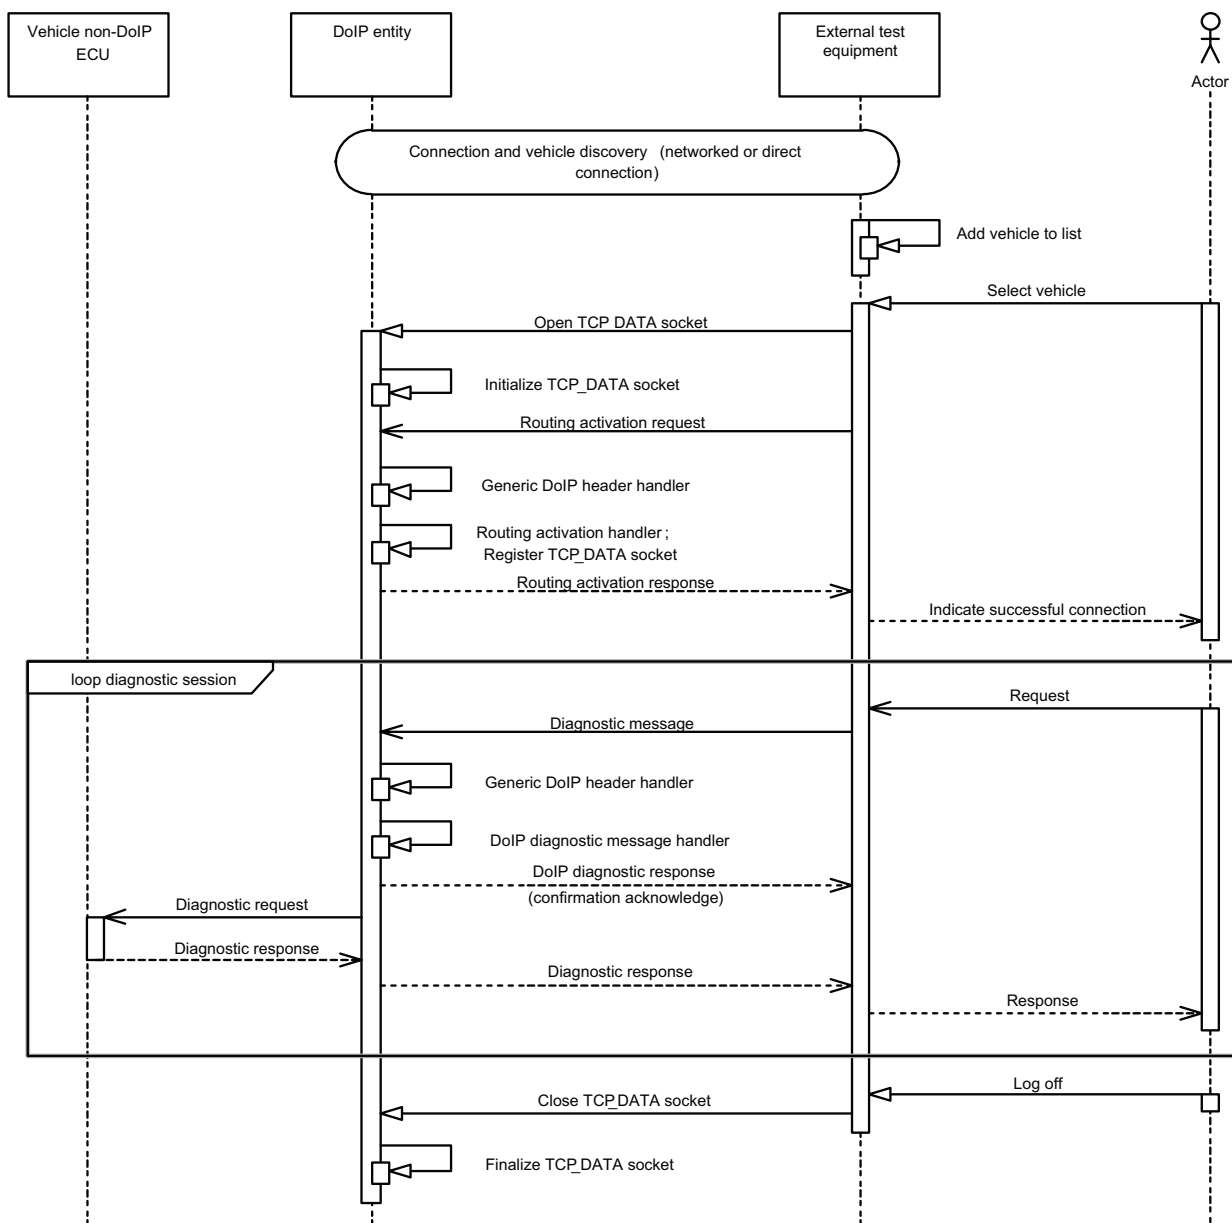 Vehicle non-DoIP
ECU
DoIP entity
External test
equipment
Actor
Connection and vehicle discovery (networked or direct
connection)
Add vehicle to list
Select vehicle
Open TCP DATA socket
Initialize TCP_DATA socket
Routing activation request
Generic DoIP header handler
Routing activation handler;
Register TCP_DATA socket
Routing activation response
Indicate successful connection
loop diagnostic session
Request
Diagnostic message
Generic DoIP header handler
DoIP diagnostic message handler
DoIP diagnostic response
(confirmation acknowledge)
Diagnostic request
Diagnostic response
Diagnostic response
Response
Log off
Close TCP_DATA socket
Finalize TCP_DATA socket